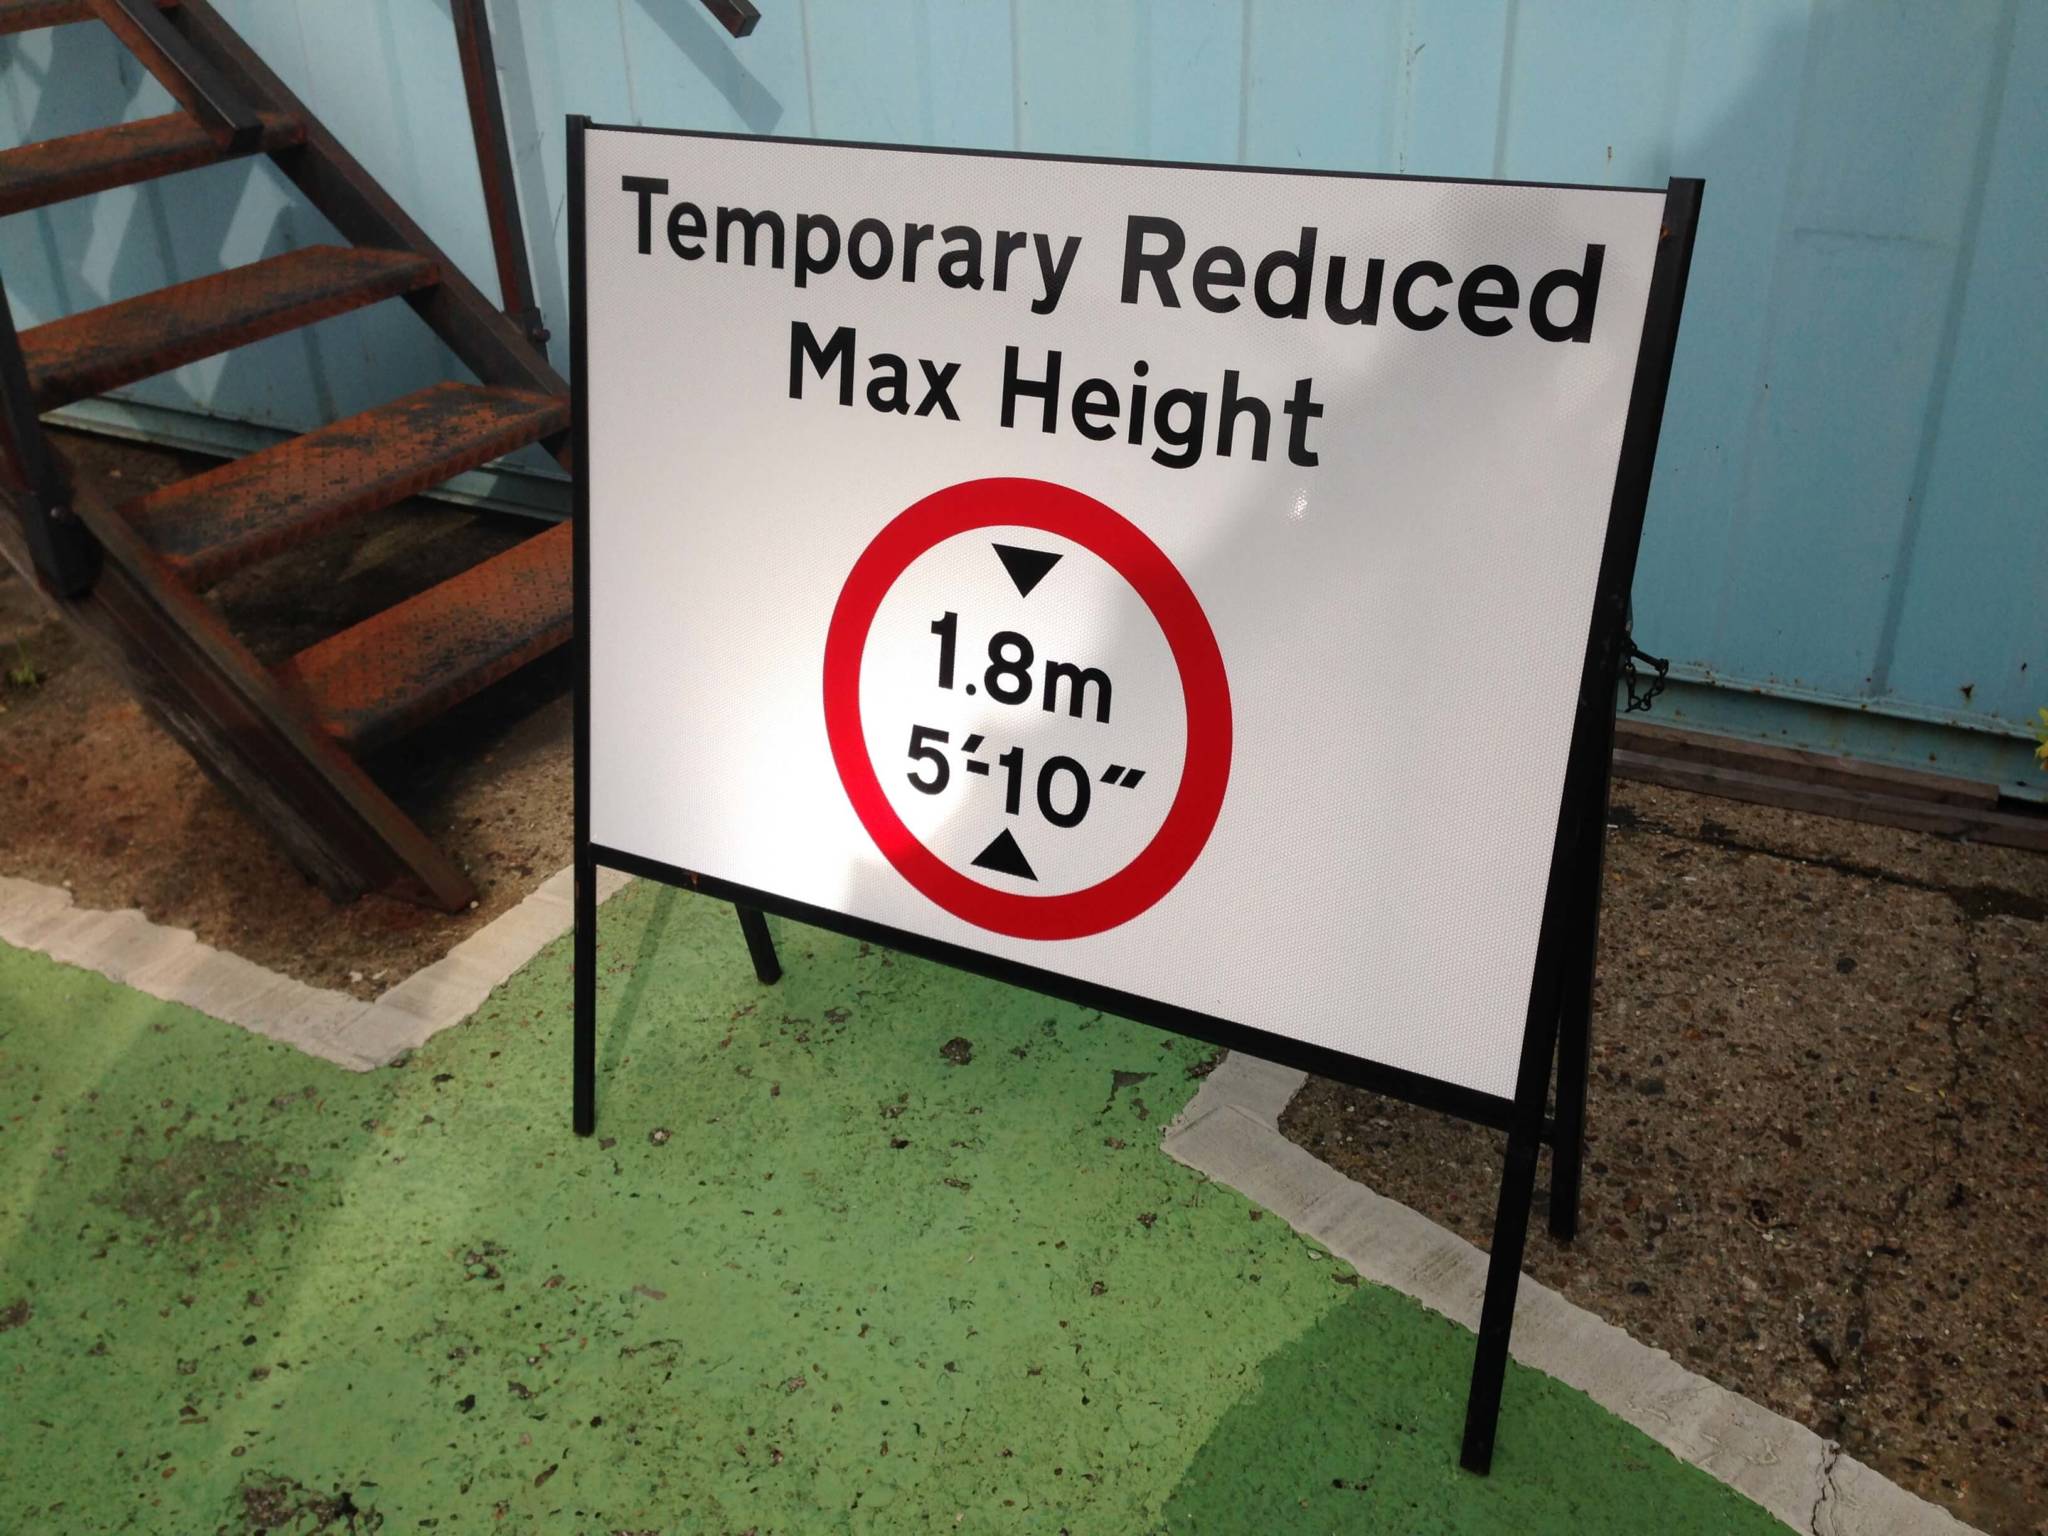 Temporary Reduced
Max Height
1.8m
5'-10"